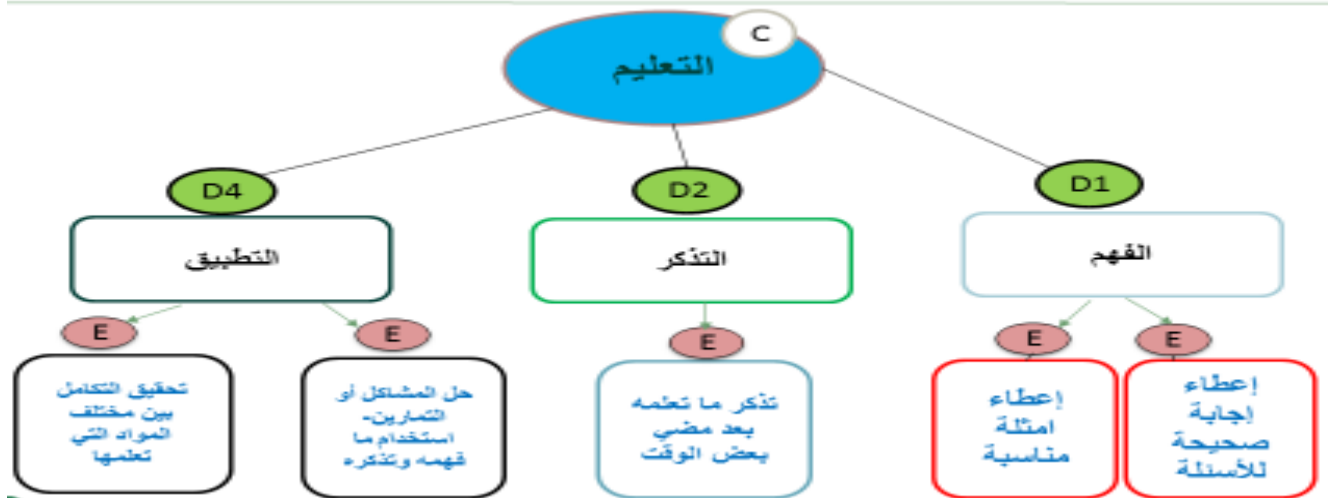 C
التعليم
D1
D2
D4
الفهم
التذكر
التطبيق
E
E
E
E
E
إعطاء
إجابة
صحيحة
للأسئلة
إعطاء
امثلة
مناسبة
تذكر ما تعلمه
بعد مضي
بعض الوقت
حل المشاكل أو
التمارين-
استخدام ما
فهمه وتذكره
تحقيق التكامل
بين مختلف
المواد التي
تعلمها